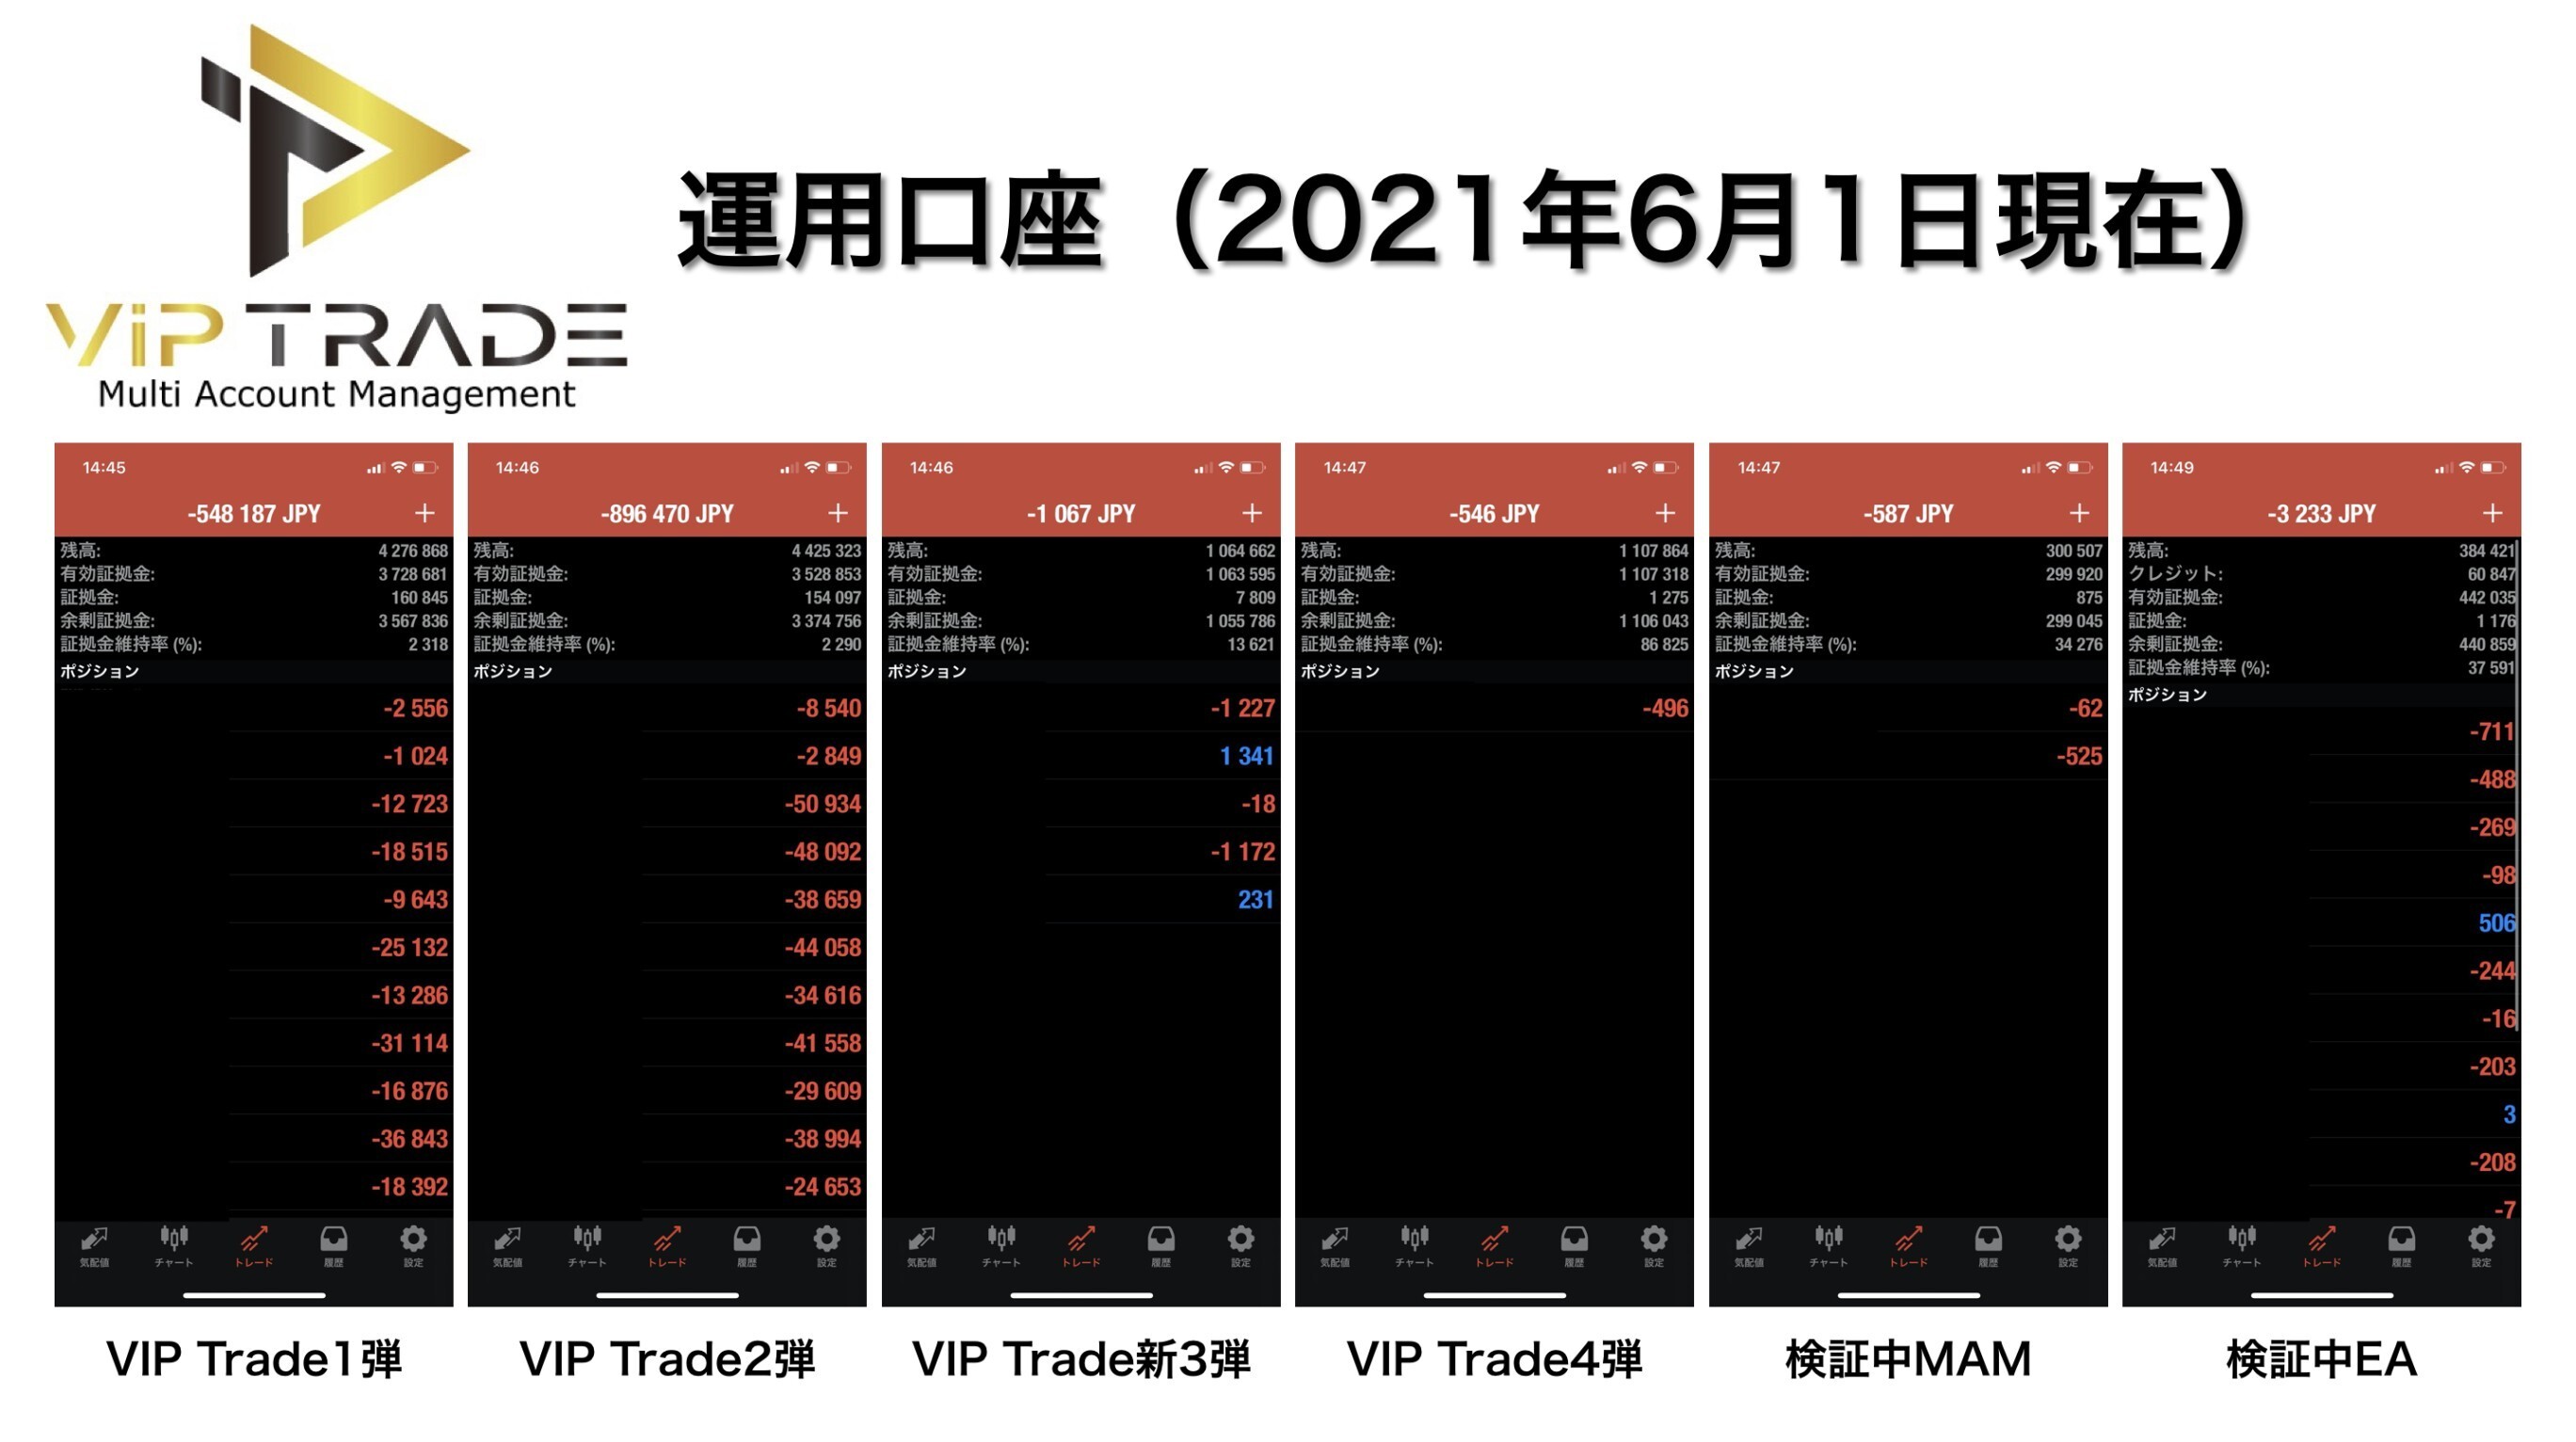 ViP TRADE
Multi Account Management
運用口座（2021年6月1日現在）
14:45
-548 187 JPY
+
残高: 4 276 868
有効証拠金: 3 728 681
証拠金: 160 845
余剰証拠金: 3 567 836
証拠金維持率 (%): 2 318
ポジション
-2 556
-1 024
-12 723
-18 515
-9 643
-25 132
-13 286
-31 114
-16 876
-36 843
-18 392
気配値 チャート トレード 履歴 設定
VIP Trade1弾
14:46
-896 470 JPY
+
残高: 4 425 323
有効証拠金: 3 528 853
証拠金: 154 097
余剰証拠金: 3 374 756
証拠金維持率 (%): 2 290
ポジション
-8 540
-2 849
-50 934
-48 092
-38 659
-44 058
-34 616
-41 558
-29 609
-38 994
-24 653
気配値 チャート トレード 履歴 設定
VIP Trade2弾
14:46
-1 067 JPY
+
残高: 1 064 662
有効証拠金: 1 063 595
証拠金: 7 809
余剰証拠金: 1 055 786
証拠金維持率 (%): 13 621
ポジション
-1 227
1 341
-18
-1 172
231
気配値 チャート トレード 履歴 設定
VIP Trade新3弾
14:47
-546 JPY
+
残高: 1 107 864
有効証拠金: 1 107 318
証拠金: 1 275
余剰証拠金: 1 106 043
証拠金維持率 (%): 86 825
ポジション
-496
気配値 チャート トレード 履歴 設定
VIP Trade4弾
14:47
-587 JPY
+
残高: 300 507
有効証拠金: 299 920
証拠金: 875
余剰証拠金: 299 045
証拠金維持率 (%): 34 276
ポジション
-62
-525
気配値 チャート トレード 履歴 設定
検証中MAM
14:49
-3 233 JPY
+
残高: 384 421
クレジット: 60 847
有効証拠金: 442 035
証拠金: 1 176
余剰証拠金: 440 859
証拠金維持率 (%): 37 591
ポジション
-711
-488
-269
-98
506
-244
-16
-203
3
-208
-7
気配値 チャート トレード 履歴 設定
検証中EA